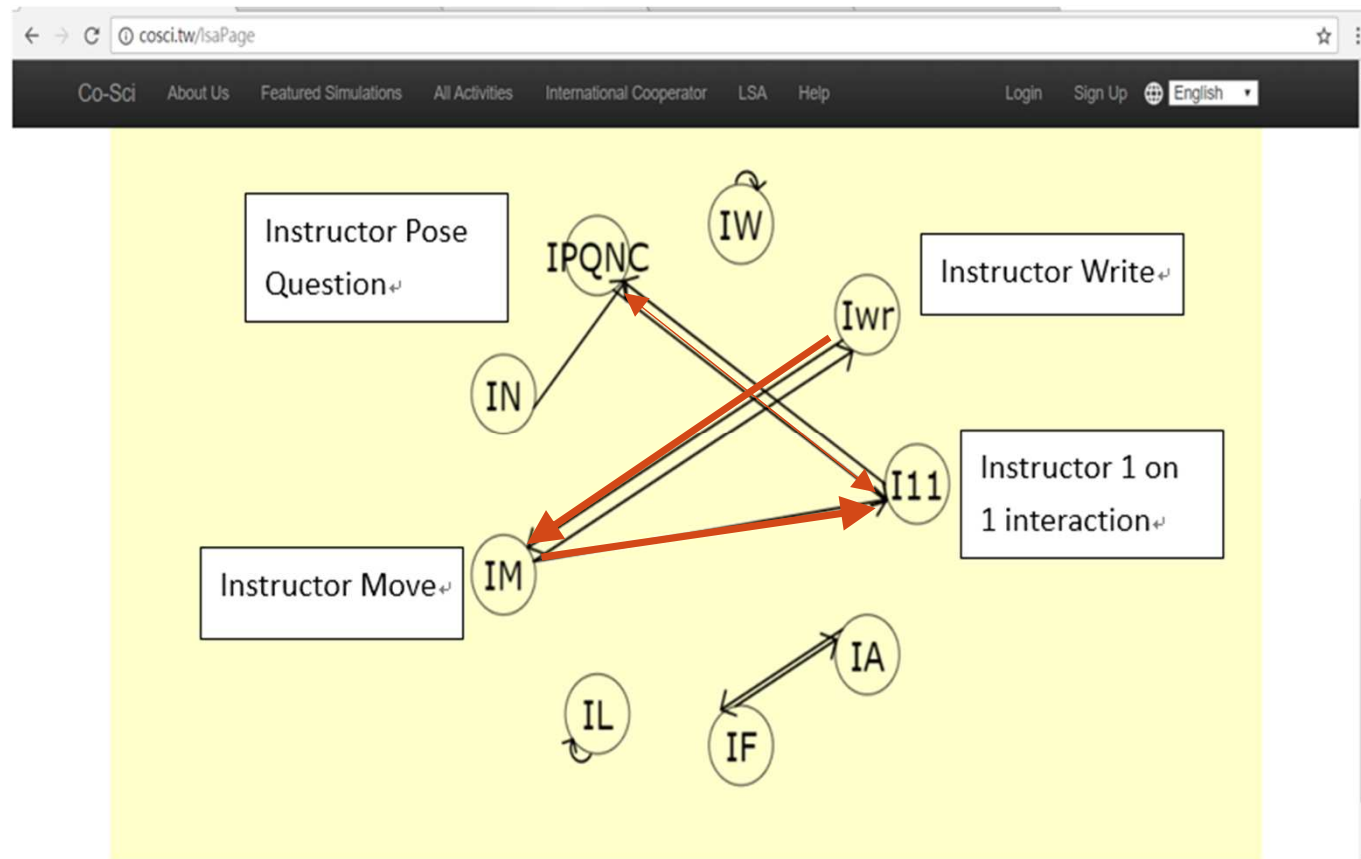 cosci.tw/lsaPage
Co-Sci About Us Featured Simulations All Activities International Cooperator LSA Help Login Sign Up English
Instructor Pose
Question
IPQNC
IW
Instructor Write
Iwr
IN
Instructor 1 on
1 interaction
I11
Instructor Move
IM
IA
IL
IF